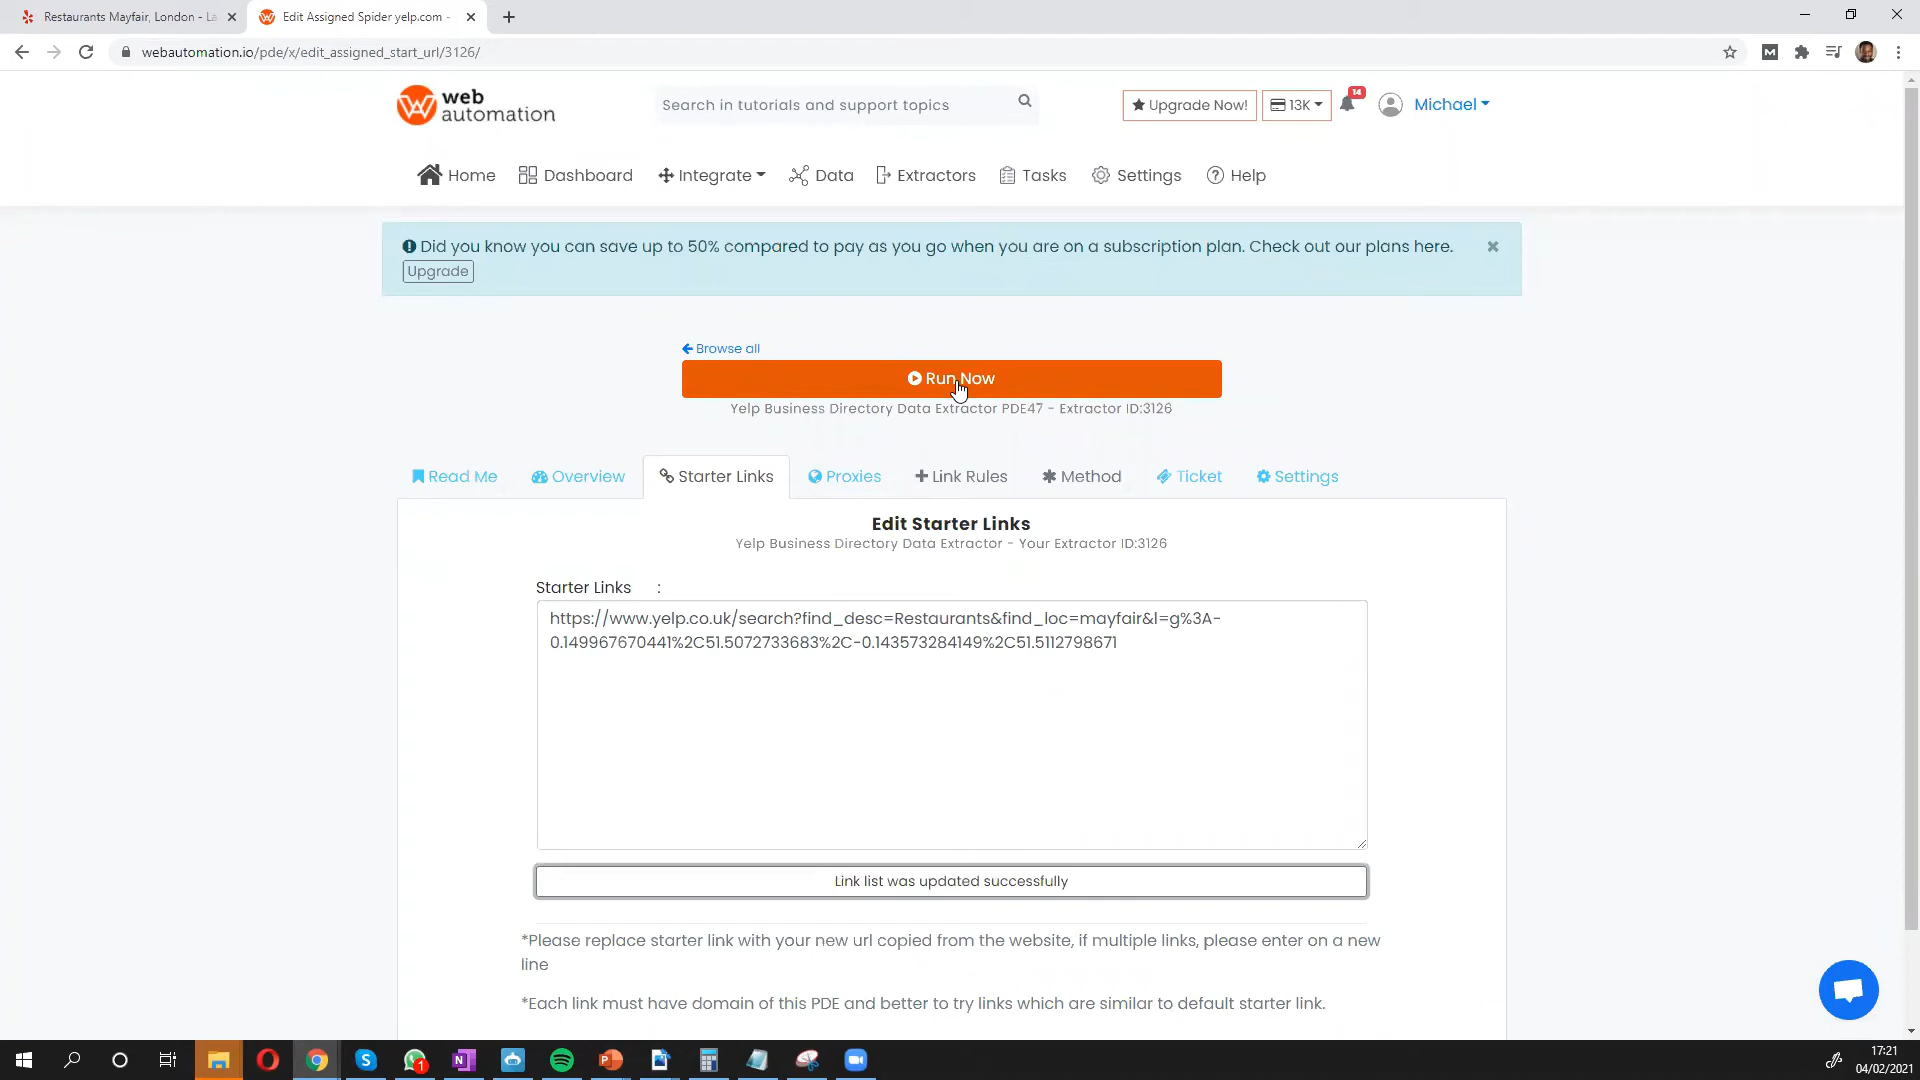 Restaurants Mayfair, London - La
Edit Assigned Spider yelp.com -
webautomation.io/pde/x/edit_assigned_start_url/3126/
web
automation
Search in tutorials and support topics
Upgrade Now!
13K
14
Michael
Home
Dashboard
Integrate
Data
Extractors
Tasks
Settings
Help
Did you know you can save up to 50% compared to pay as you go when you are on a subscription plan. Check out our plans here.
Upgrade
Browse all
Run Now
Yelp Business Directory Data Extractor PDE47 - Extractor ID:3126
Read Me
Overview
Starter Links
Proxies
Link Rules
Method
Ticket
Settings
Edit Starter Links
Yelp Business Directory Data Extractor - Your Extractor ID:3126
Starter Links :
https://www.yelp.co.uk/search?find_desc=Restaurants&find_loc=mayfair&l=g%3A-
0.149967670441%2C51.5072733683%2C-0.143573284149%2C51.5112798671
Link list was updated successfully
*Please replace starter link with your new url copied from the website, if multiple links, please enter on a new
line
*Each link must have domain of this PDE and better to try links which are similar to default starter link.
17:21
04/02/2021